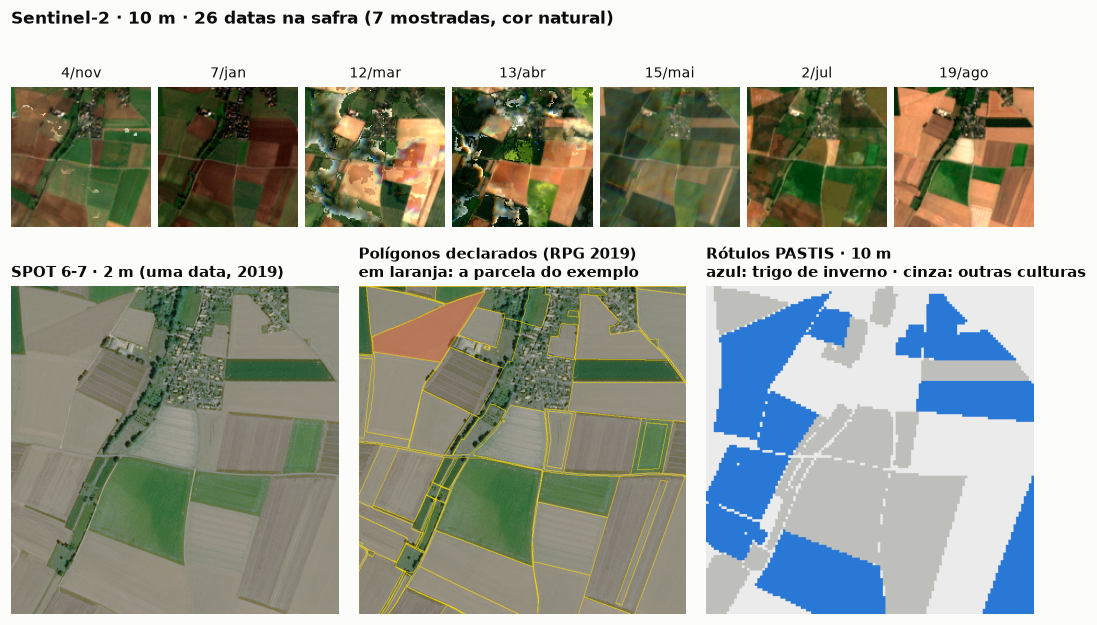 Sentinel-2 · 10 m · 26 datas na safra (7 mostradas, cor natural)
4/nov
7/jan
12/mar
13/abr
15/mai
2/jul
19/ago
SPOT 6-7 · 2 m (uma data, 2019)
Polígonos declarados (RPG 2019)
em laranja: a parcela do exemplo
Rótulos PASTIS · 10 m
azul: trigo de inverno · cinza: outras culturas